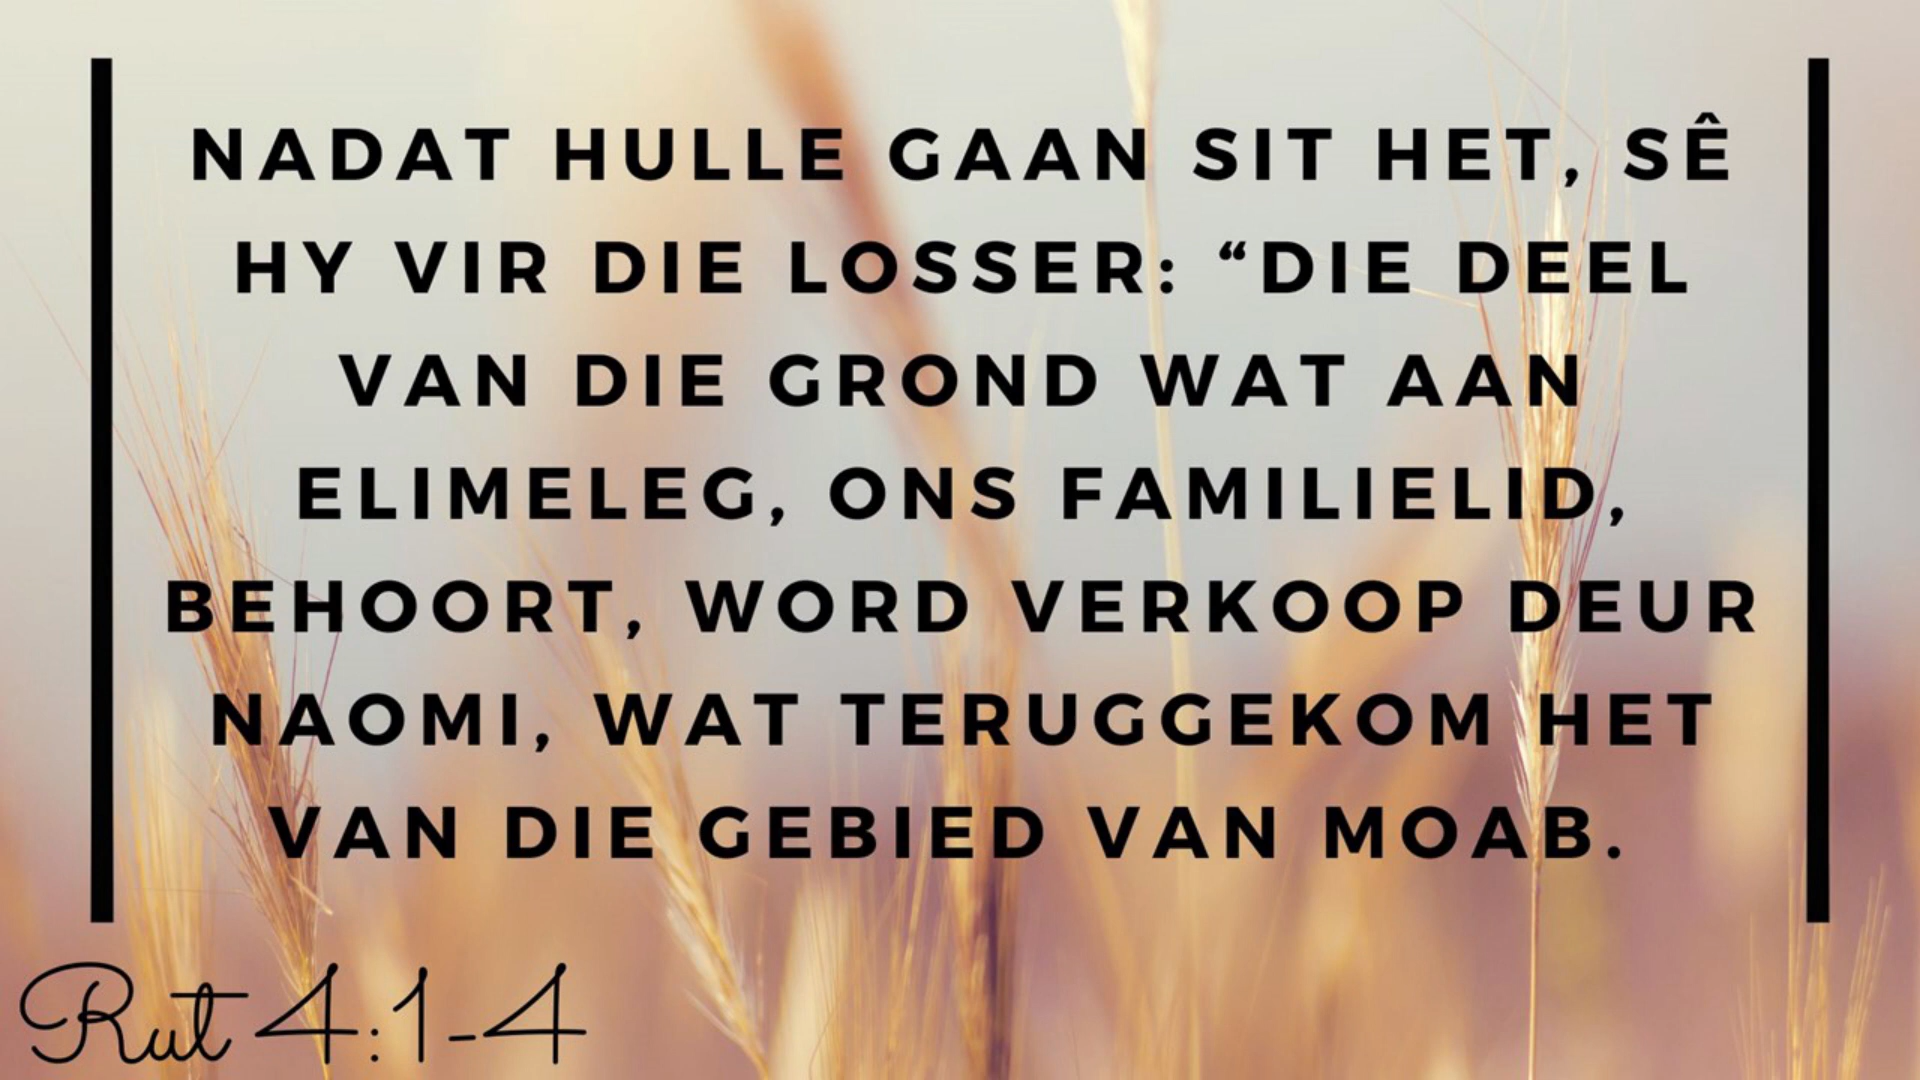 NADAT HULLE GAAN SIT HET, SÊ
HY VIR DIE LOSSER: “DIE DEEL
VAN DIE GROND WAT AAN
ELIMELEG, ONS FAMILIELID,
BEHOORT, WORD VERKOOP DEUR
NAOMI, WAT TERUGGEKOM HET
VAN DIE GEBIED VAN MOAB.
Rut 4:1-4